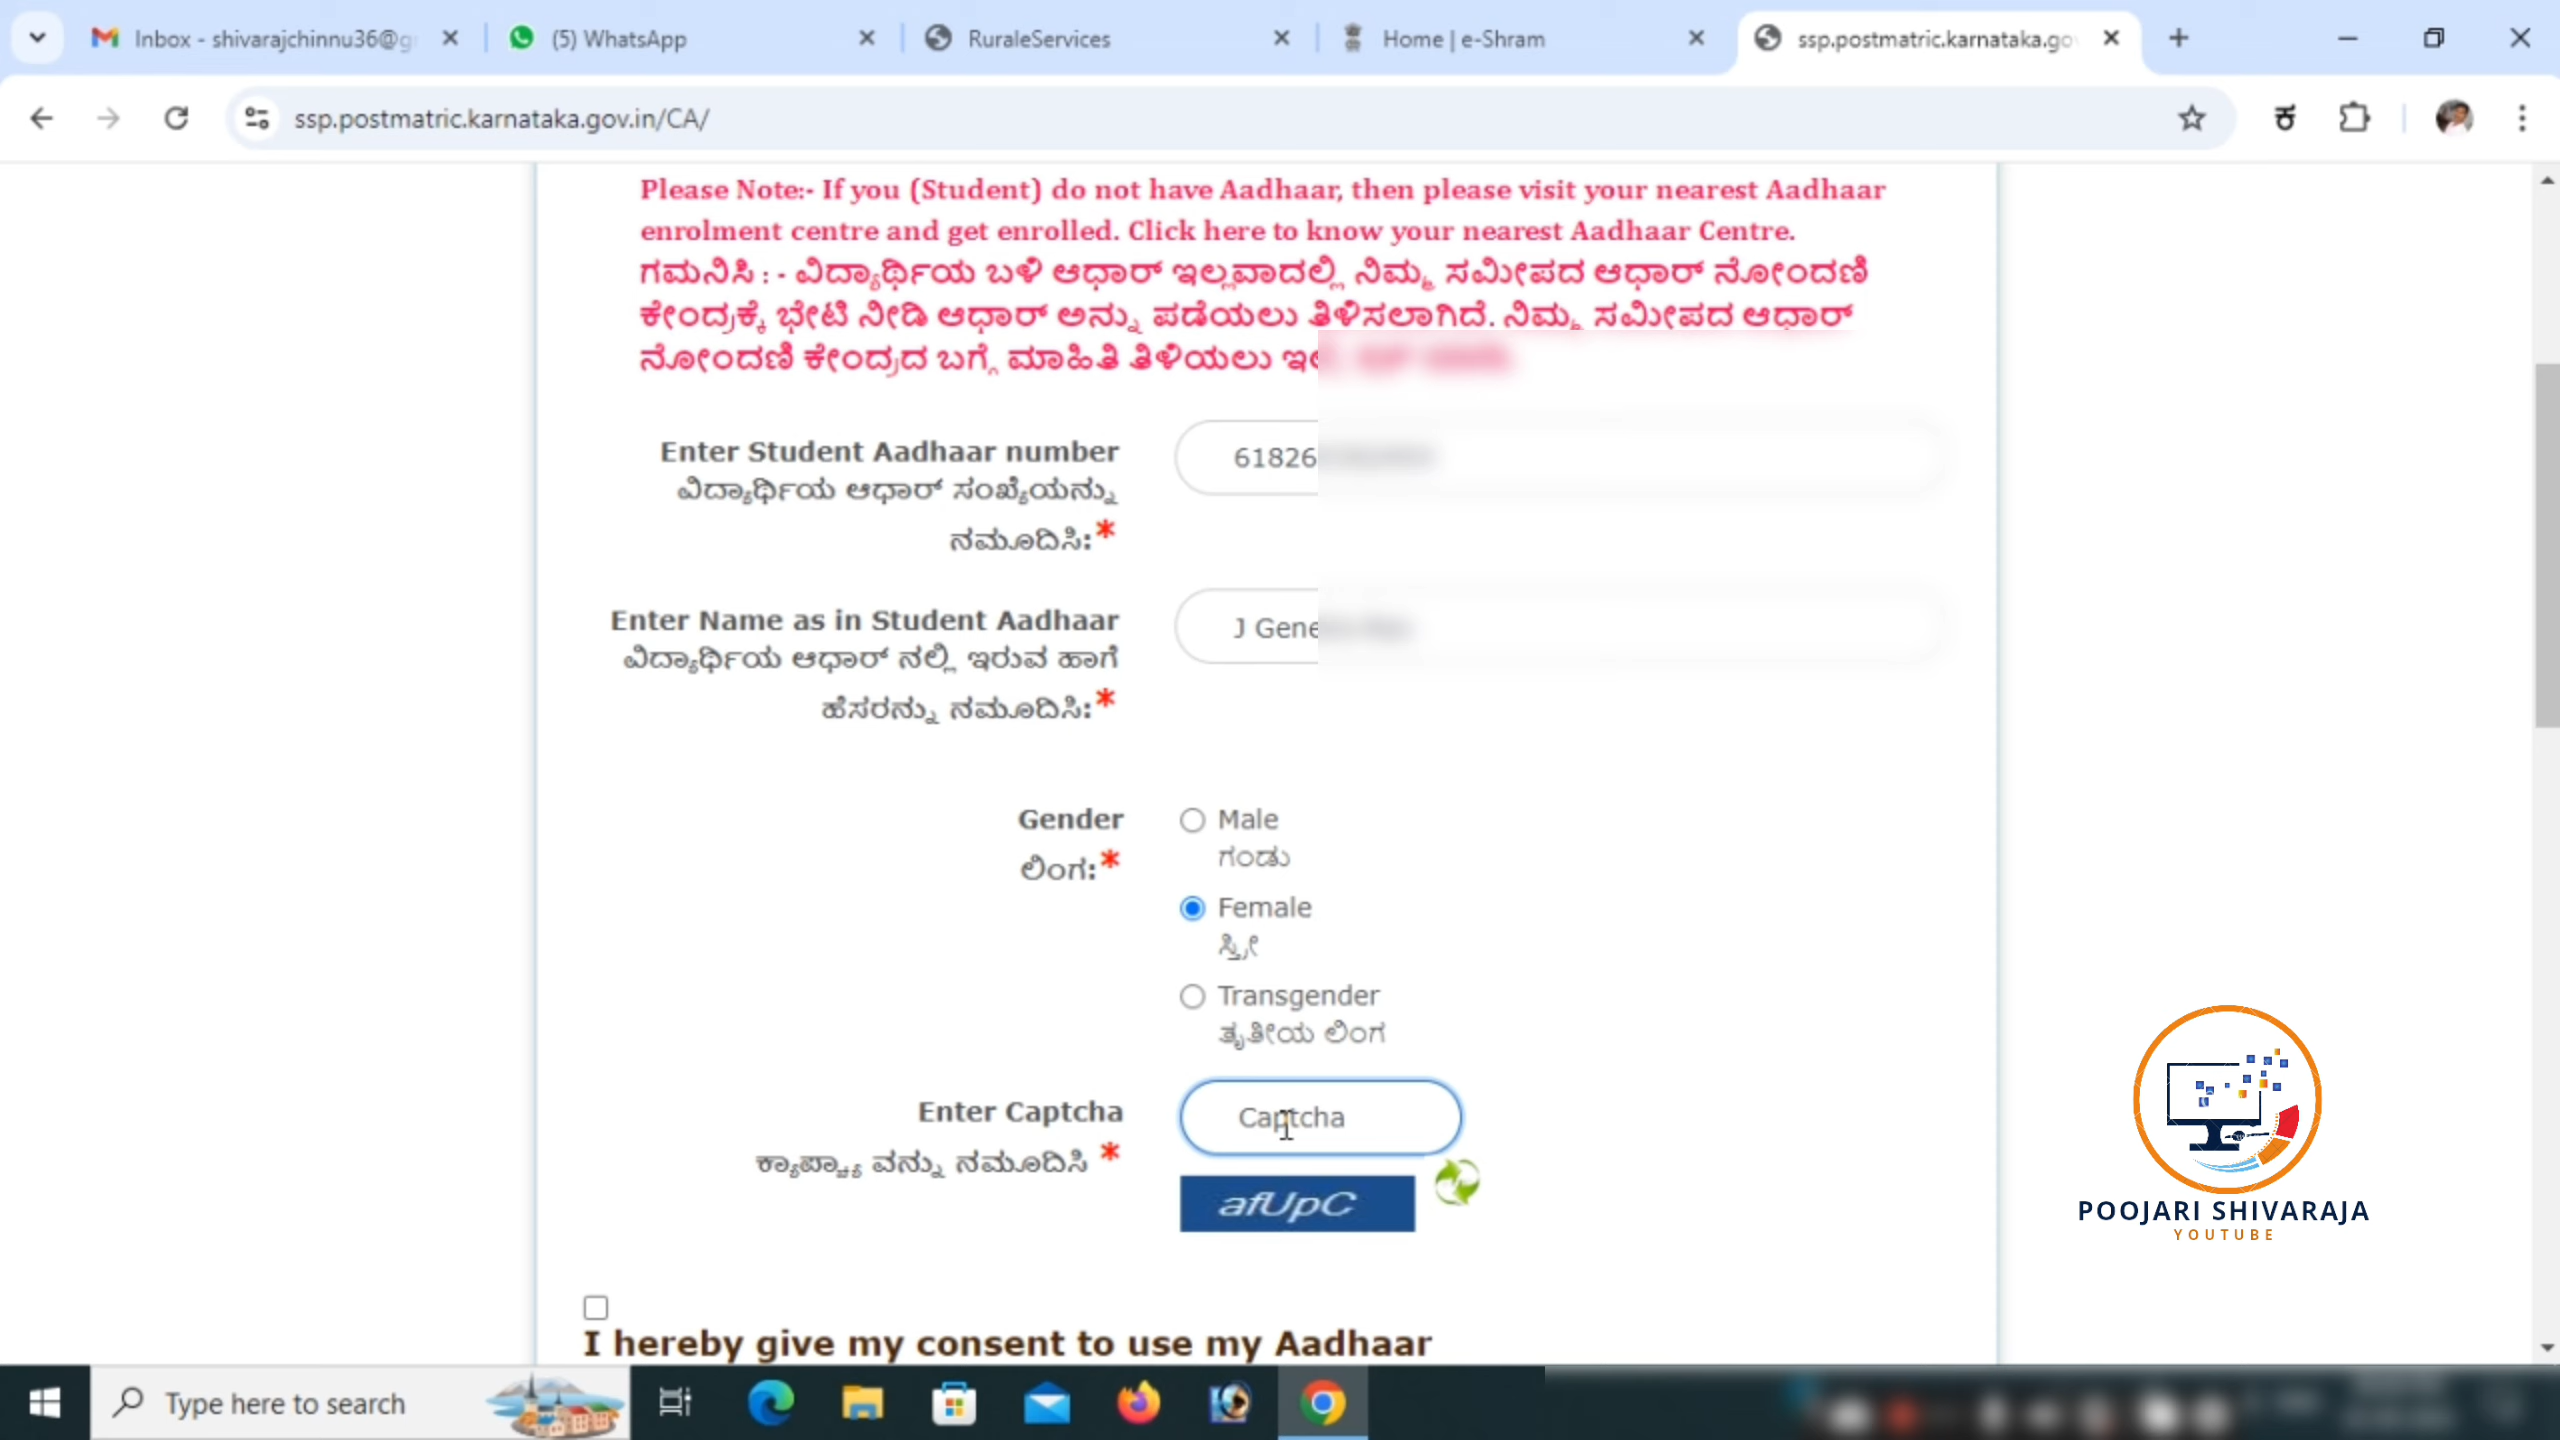 Inbox - shivarajchinnu36@g
(5) WhatsApp
RuraleServices
Home | e-Shram
ssp.postmatric.karnataka.go
ssp.postmatric.karnataka.gov.in/CA/
ಕ
Please Note:- If you (Student) do not have Aadhaar, then please visit your nearest Aadhaar
enrolment centre and get enrolled. Click here to know your nearest Aadhaar Centre.
ಗಮನಿಸಿ : - ವಿದ್ಯಾರ್ಥಿಯ ಬಳಿ ಆಧಾರ್ ಇಲ್ಲವಾದಲ್ಲಿ ನಿಮ್ಮ ಸಮೀಪದ ಆಧಾರ್ ನೋಂದಣಿ
ಕೇಂದ್ರಕ್ಕೆ ಭೇಟಿ ನೀಡಿ ಆಧಾರ್ ಅನ್ನು ಪಡೆಯಲು ತಿಳಿಸಲಾಗಿದೆ. ನಿಮ್ಮ ಸಮೀಪದ ಆಧಾರ್
ನೋಂದಣಿ ಕೇಂದ್ರದ ಬಗ್ಗೆ ಮಾಹಿತಿ ತಿಳಿಯಲು
Enter Student Aadhaar number
61826
ವಿದ್ಯಾರ್ಥಿಯ ಆಧಾರ್ ಸಂಖ್ಯೆಯನ್ನು
ನಮೂದಿಸಿ:*
Enter Name as in Student Aadhaar
J Gene
ವಿದ್ಯಾರ್ಥಿಯ ಆಧಾರ್ ನಲ್ಲಿ ಇರುವ ಹಾಗೆ
ಹೆಸರನ್ನು ನಮೂದಿಸಿ:*
Gender
ಲಿಂಗ:*
Male
ಗಂಡು
Female
ಸ್ತ್ರೀ
Transgender
ತೃತೀಯ ಲಿಂಗ
Enter Captcha
ಕ್ಯಾಪ್ಚ್ಯಾ ವನ್ನು ನಮೂದಿಸಿ *
Captcha
afUpC
I hereby give my consent to use my Aadhaar
POOJARI SHIVARAJA
YOUTUBE
Type here to search